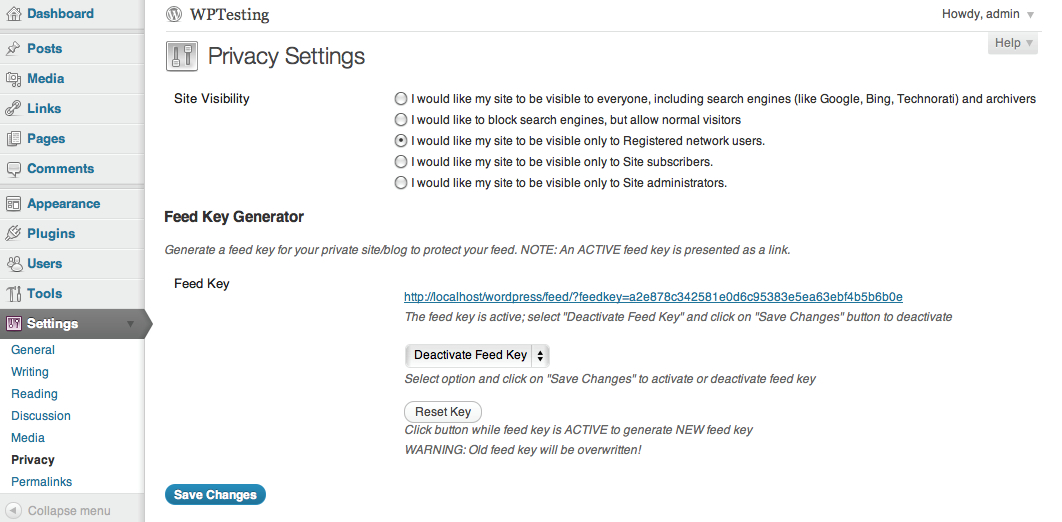 Dashboard
Posts
Media
Links
Pages
Comments
Appearance
Plugins
Users
Tools
Settings
General
Writing
Reading
Discussion
Media
Privacy
Permalinks
Collapse menu
WPTesting
Howdy, admin
Help
Privacy Settings
Site Visibility
I would like my site to be visible to everyone, including search engines (like Google, Bing, Technorati) and archivers
I would like to block search engines, but allow normal visitors
I would like my site to be visible only to Registered network users.
I would like my site to be visible only to Site subscribers.
I would like my site to be visible only to Site administrators.
Feed Key Generator
Generate a feed key for your private site/blog to protect your feed. NOTE: An ACTIVE feed key is presented as a link.
Feed Key
http://localhost/wordpress/feed/?feedkey=a2e878c342581e0d6c95383e5ea63ebf4b5b6b0e
The feed key is active; select "Deactivate Feed Key" and click on "Save Changes" button to deactivate
Deactivate Feed Key
Select option and click on "Save Changes" to activate or deactivate feed key
Reset Key
Click button while feed key is ACTIVE to generate NEW feed key
WARNING: Old feed key will be overwritten!
Save Changes